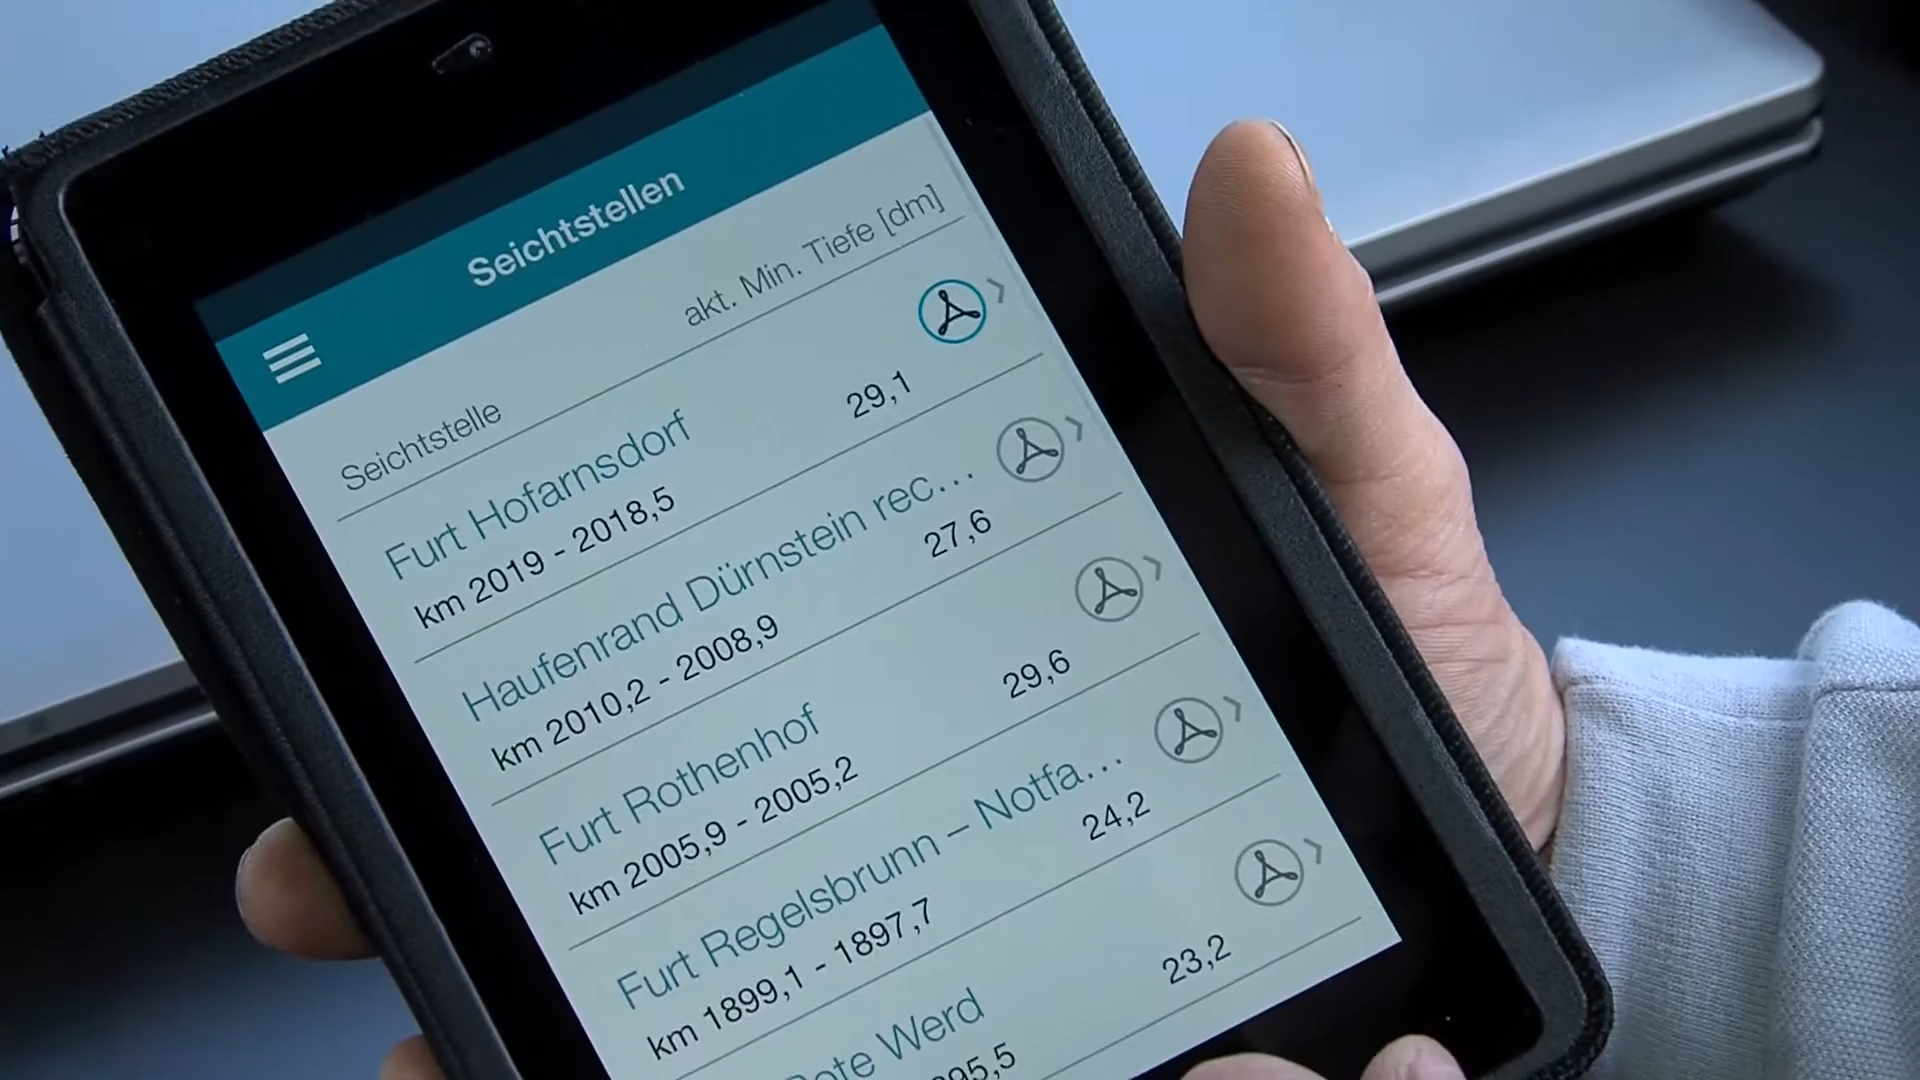 Seichtstellen
Seichtstelle akt. Min. Tiefe [dm]
Furt Hofarnsdorf 29,1
km 2019 - 2018,5
Haufenrand Dürnstein rec... 27,6
km 2010,2 - 2008,9
Furt Rothenhof 29,6
km 2005,9 - 2005,2
Furt Regelsbrunn – Notfa... 24,2
km 1899,1 - 1897,7
Werd 23,2